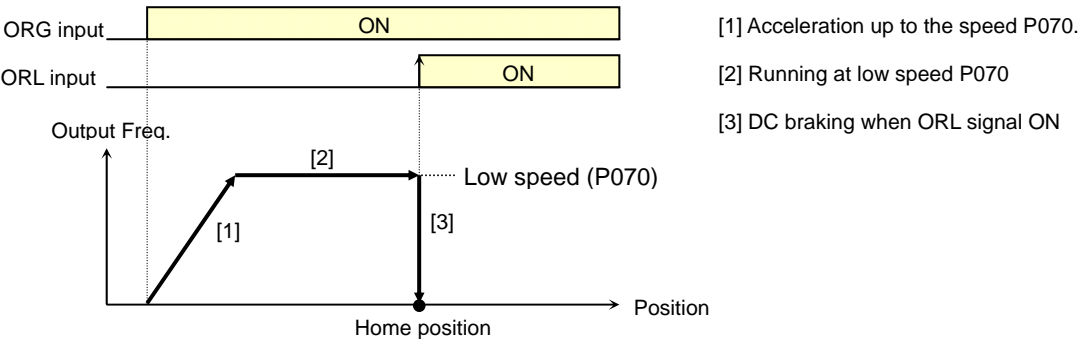 ORG input
ON
[1] Acceleration up to the speed P070.
ORL input
ON
[2] Running at low speed P070
[3] DC braking when ORL signal ON
Output Freq.
[2]
Low speed (P070)
[1]
[3]
Position
Home position